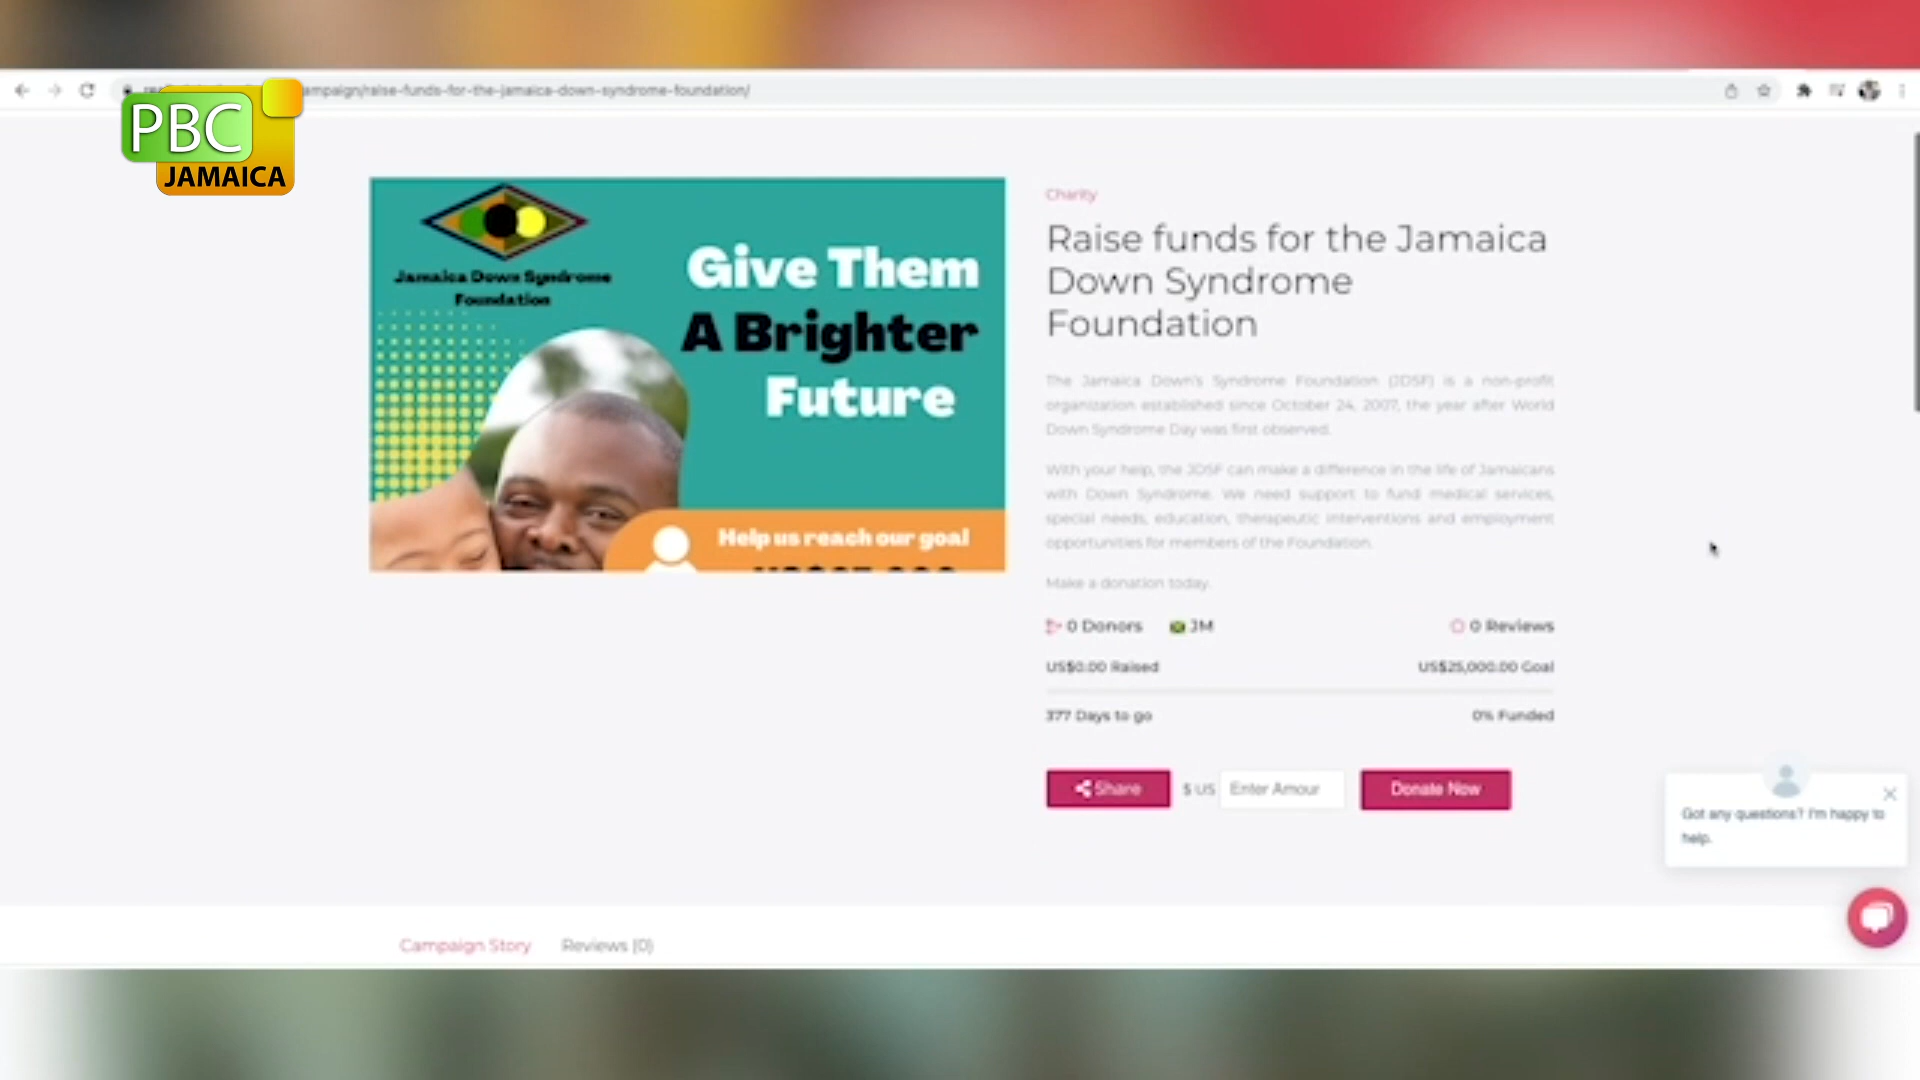 ampaign/raise-funds-for-the-jamaica-down-syndrome-foundation/
PBC
JAMAICA
Jamaica Down Syndrome
Foundation
Give Them
A Brighter
Future
Help us reach our goal
Charity
Raise funds for the Jamaica
Down Syndrome
Foundation
The Jamaica Down's Syndrome Foundation (JDSF) is a non-profit
organization established since October 24, 2007, the year after World
Down Syndrome Day was first observed.
With your help, the JDSF can make a difference in the life of Jamaicans
with Down Syndrome. We need support to fund medical services,
special needs, education, therapeutic interventions and employment
opportunities for members of the Foundation.
Make a donation today.
0 Donors JM 0 Reviews
US$0.00 Raised US$25,000.00 Goal
377 Days to go 0% Funded
Share $ US Enter Amour Donate Now
Got any questions? I'm happy to
help.
Campaign Story Reviews (0)